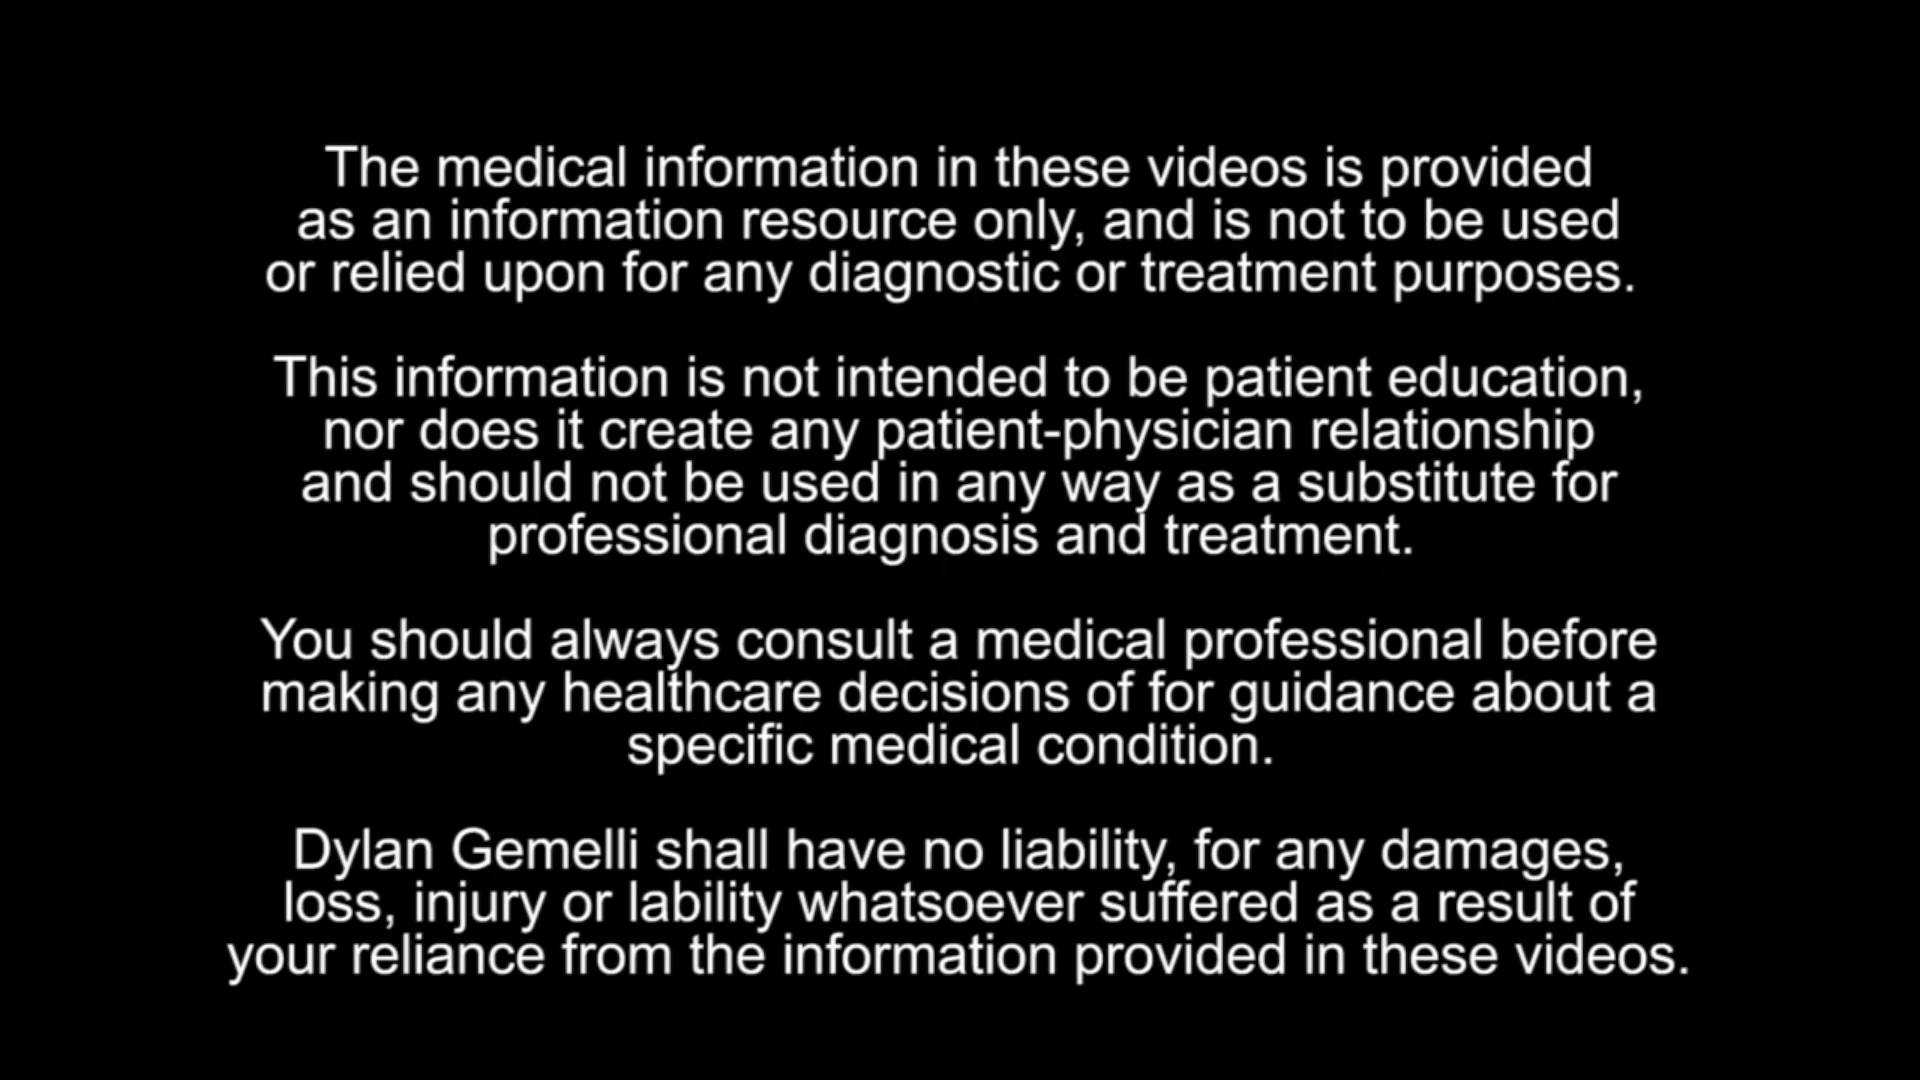 The medical information in these videos is provided
as an information resource only, and is not to be used
or relied upon for any diagnostic or treatment purposes.
This information is not intended to be patient education,
nor does it create any patient-physician relationship
and should not be used in any way as a substitute for
professional diagnosis and treatment.
You should always consult a medical professional before
making any healthcare decisions of for guidance about a
specific medical condition.
Dylan Gemelli shall have no liability, for any damages,
loss, injury or lability whatsoever suffered as a result of
your reliance from the information provided in these videos.